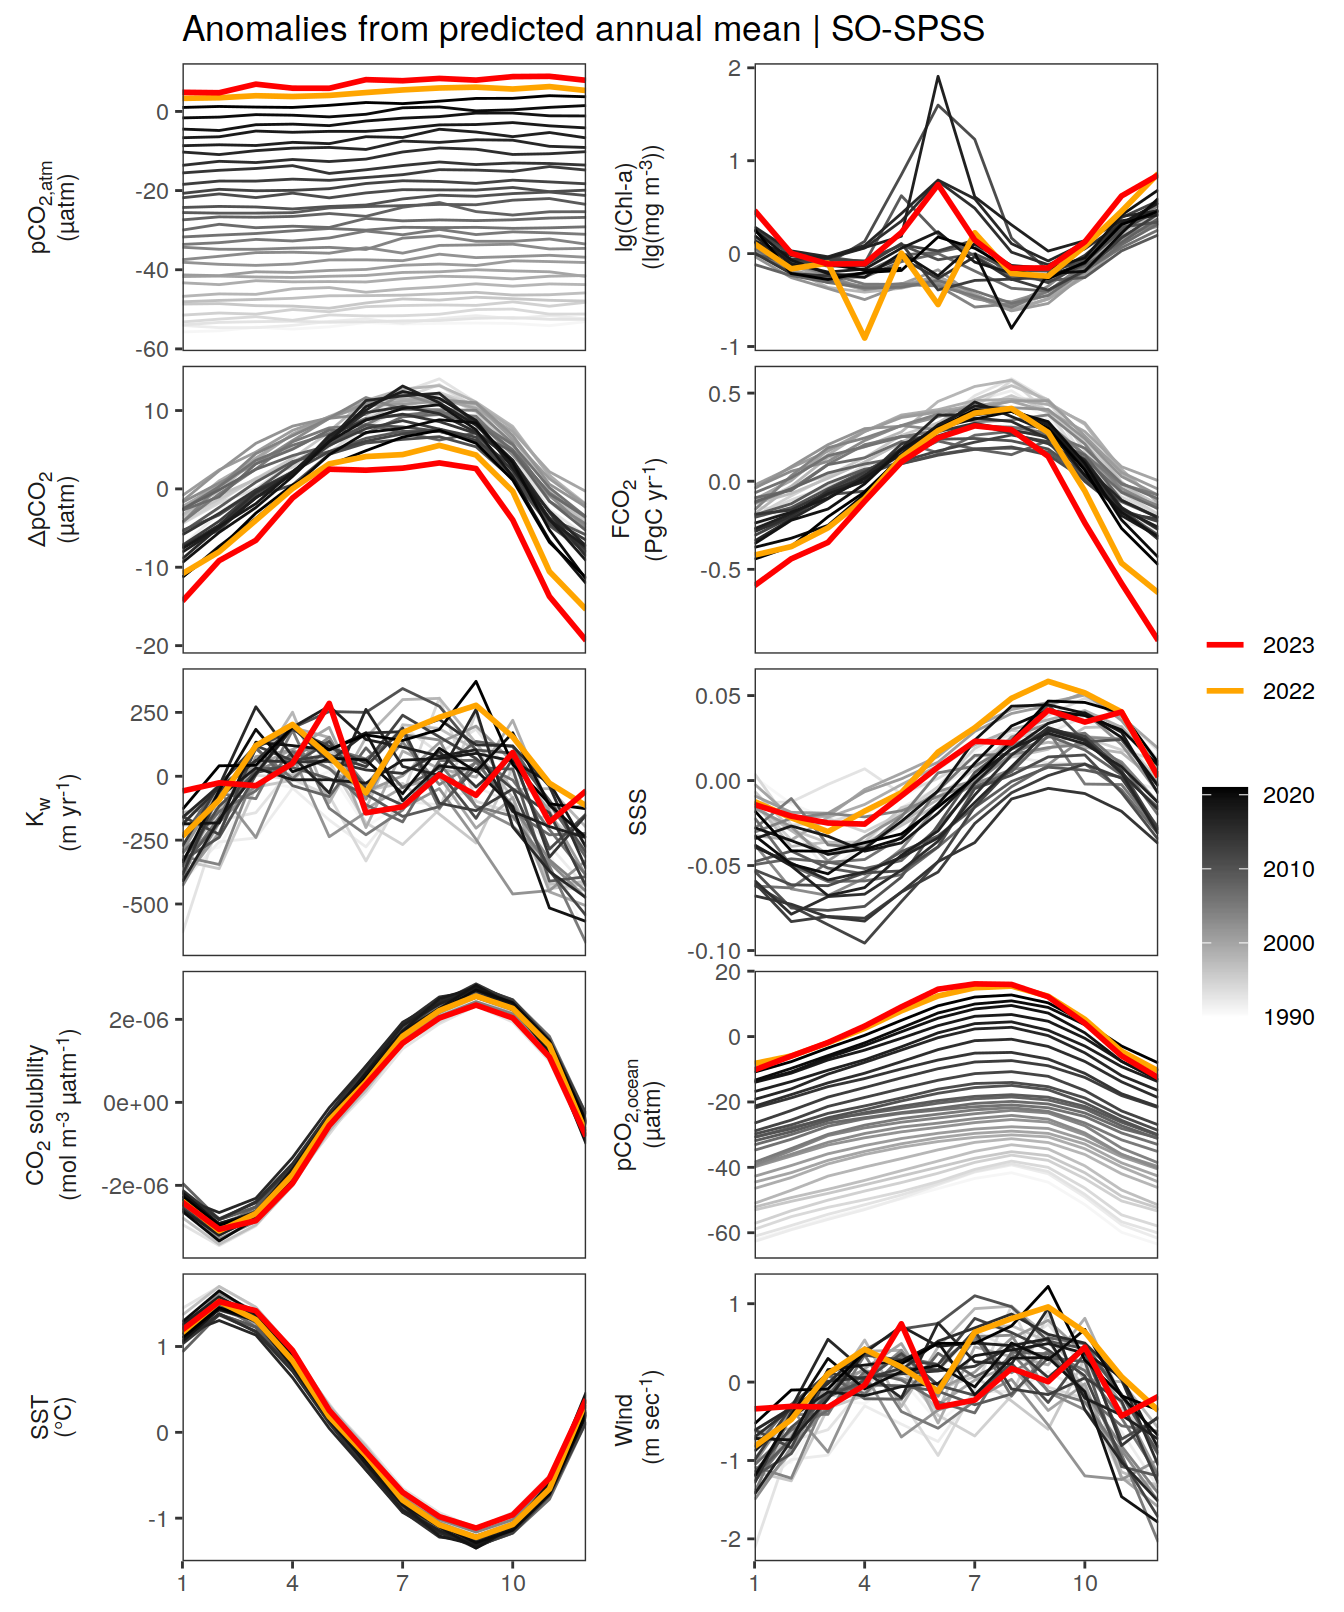 Anomalies from predicted annual mean | SO-SPSS
pCO2,atm
(µatm)
0
-20
-40
-60
lg(Chl-a)
(lg(mg m-3))
2
1
0
-1
ΔpCO2
(µatm)
10
0
-10
-20
FCO2
(PgC yr-1)
0.5
0.0
-0.5
Kw
(m yr-1)
250
0
-250
-500
SSS
0.05
0.00
-0.05
-0.10
CO2 solubility
(mol m-3 µatm-1)
2e-06
0e+00
-2e-06
pCO2,ocean
(µatm)
20
0
-20
-40
-60
SST
(°C)
1
0
-1
1 4 7 10
Wind
(m sec-1)
1
0
-1
-2
1 4 7 10
2023
2022
2020
2010
2000
1990